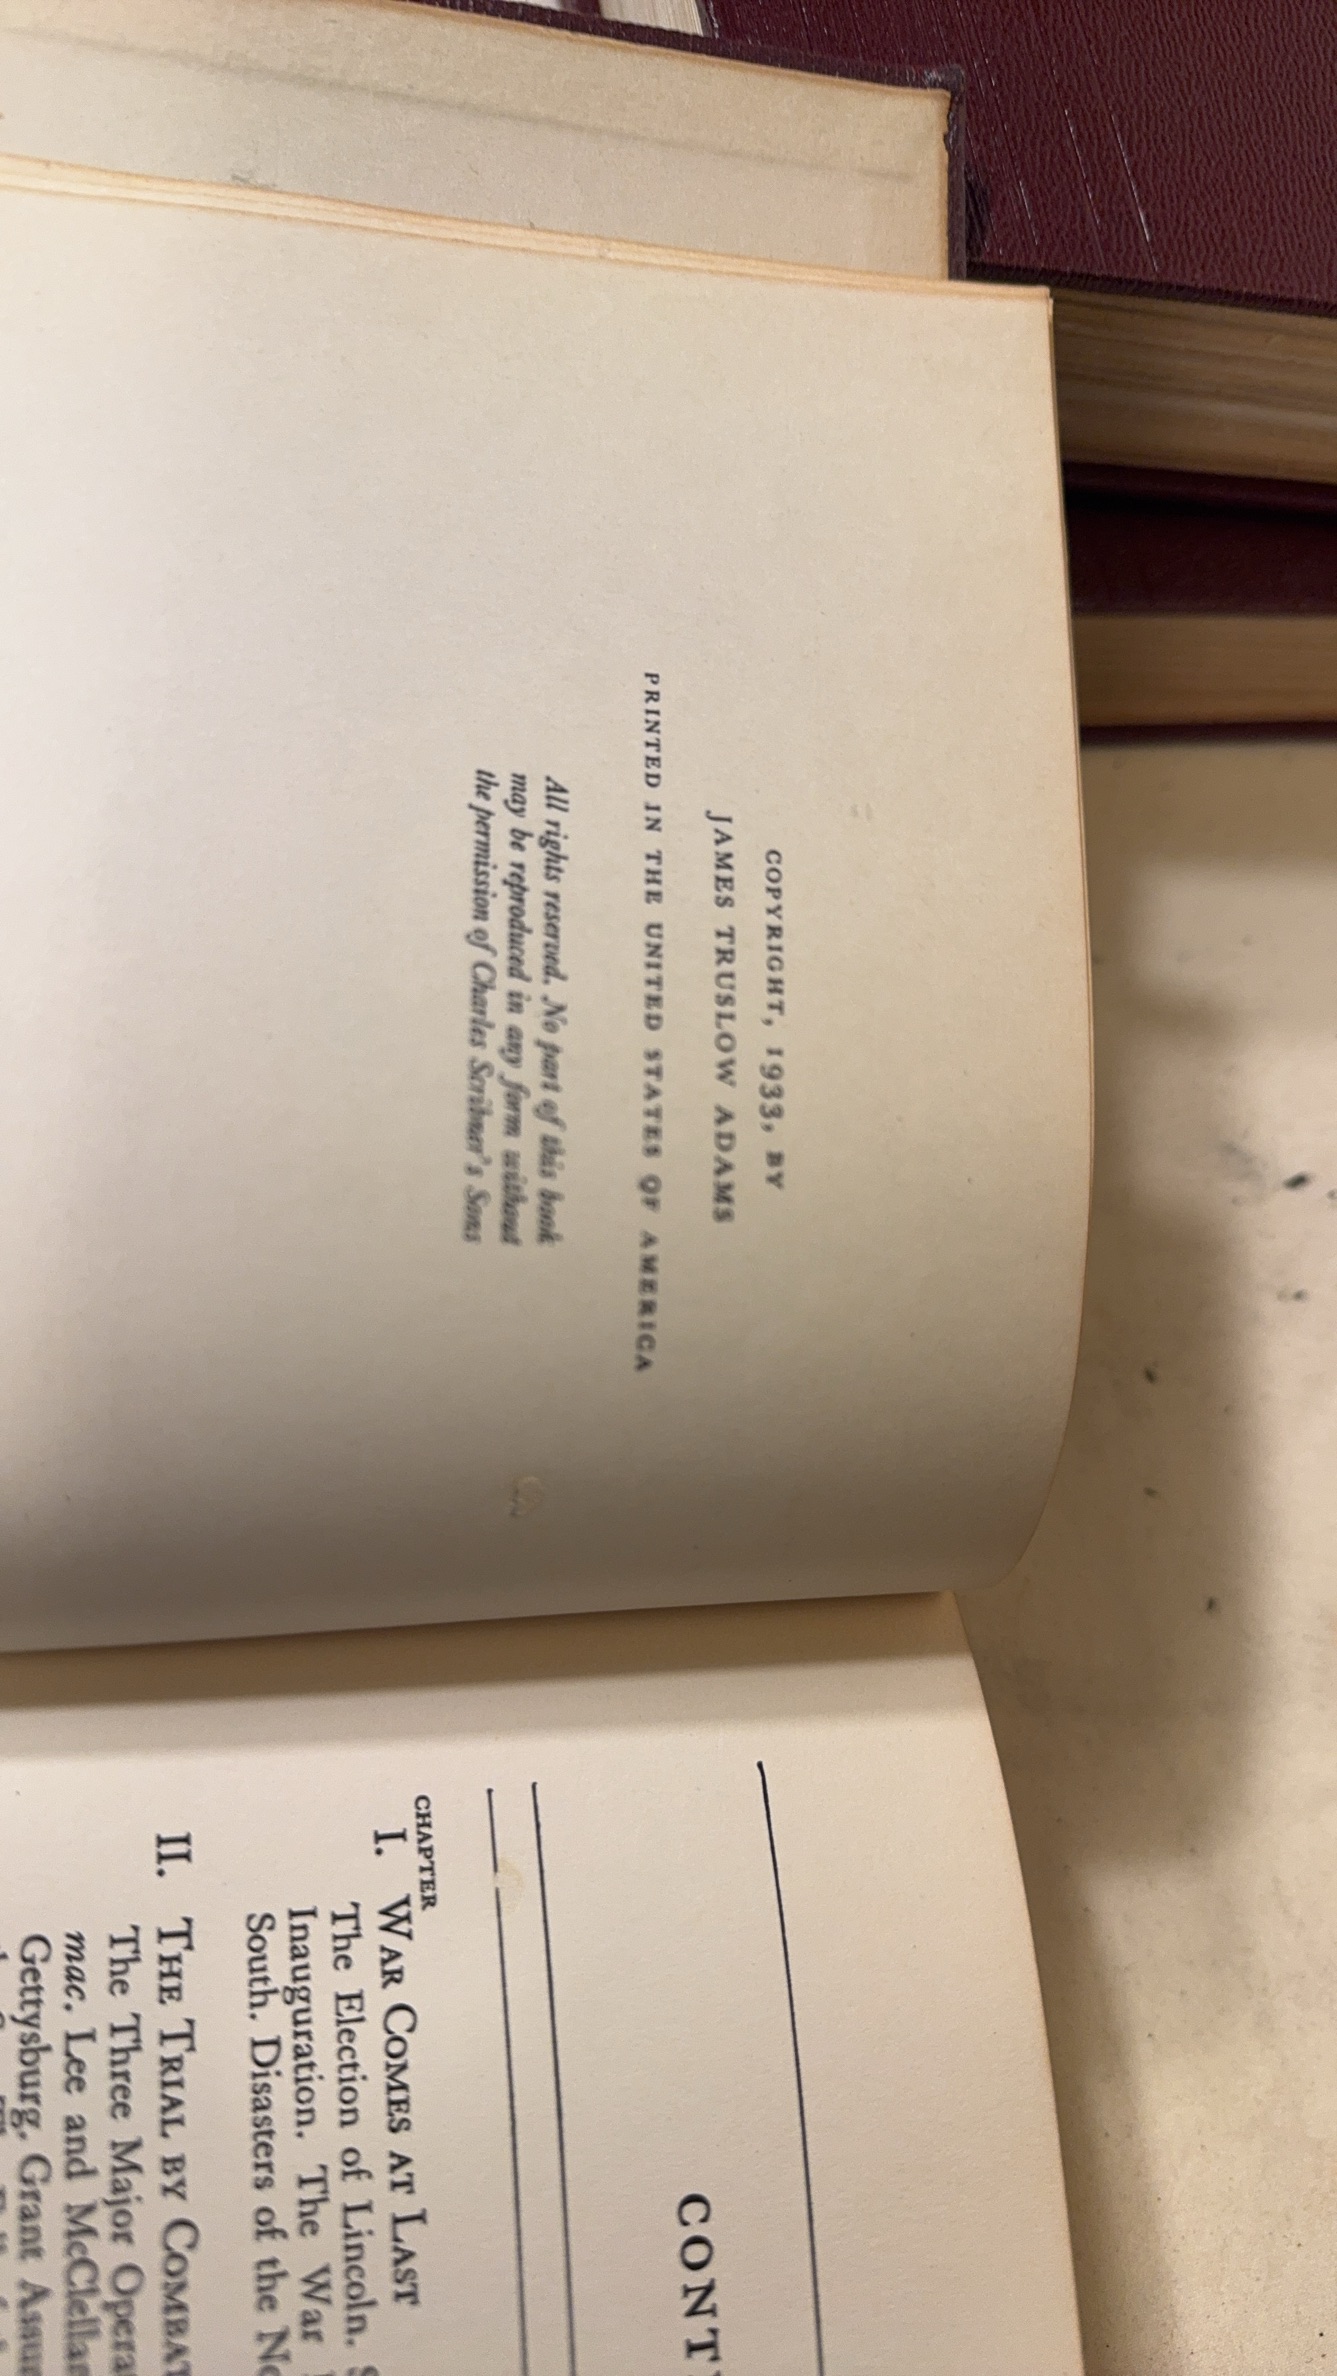 COPYRIGHT, 1933, BY
JAMES TRUSLOW ADAMS
PRINTED IN THE UNITED STATES OF AMERICA
All rights reserved. No part of this book
may be reproduced in any form without
the permission of Charles Scribner's Sons
CONT
CHAPTER
I. WAR COMES AT LAST
The Election of Lincoln.
Inauguration. The War
South. Disasters of the
II. THE TRIAL BY COMBAT
The Three Major
mac. Lee and McClellan
Gettysburg. Grant